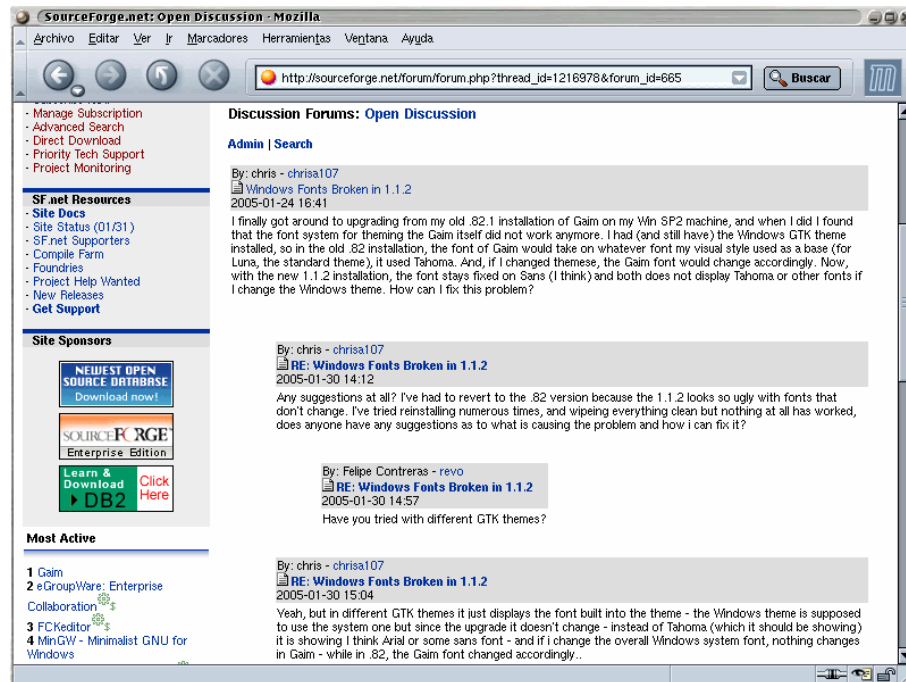 SourceForge.net: Open Discussion - Mozilla
Archivo Editar Ver Ir Marcadores Herramientas Ventana Ayuda
http://sourceforge.net/forum/forum.php?thread_id=1216978&forum_id=665
Buscar
- Manage Subscription
- Advanced Search
- Direct Download
- Priority Tech Support
- Project Monitoring
SF.net Resources
- Site Docs
- Site Status (01/31)
- SF.net Supporters
- Compile Farm
- Foundries
- Project Help Wanted
- New Releases
- Get Support
Site Sponsors
NEWEST OPEN
SOURCE DATABASE
Download now!
SOURCEFORGE
Enterprise Edition
Learn &
Download
DB2
Click
Here
Most Active
1 Gaim
2 eGroupWare: Enterprise
Collaboration
3 FCKeditor
4 MinGW - Minimalist GNU for
Windows
Discussion Forums: Open Discussion
Admin | Search
By: chris - chrisa107
Windows Fonts Broken in 1.1.2
2005-01-24 16:41
I finally got around to upgrading from my old .82.1 installation of Gaim on my Win SP2 machine, and when I did I found
that the font system for theming the Gaim itself did not work anymore. I had (and still have) the Windows GTK theme
installed, so in the old .82 installation, the font of Gaim would take on whatever font my visual style used as a base (for
Luna, the standard theme), it used Tahoma. And, if I changed themese, the Gaim font would change accordingly. Now,
with the new 1.1.2 installation, the font stays fixed on Sans (I think) and both does not display Tahoma or other fonts if
I change the Windows theme. How can I fix this problem?
By: chris - chrisa107
RE: Windows Fonts Broken in 1.1.2
2005-01-30 14:12
Any suggestions at all? I've had to revert to the .82 version because the 1.1.2 looks so ugly with fonts that
don't change. I've tried reinstalling numerous times, and wipeing everything clean but nothing at all has worked,
does anyone have any suggestions as to what is causing the problem and how i can fix it?
By: Felipe Contreras - revo
RE: Windows Fonts Broken in 1.1.2
2005-01-30 14:57
Have you tried with different GTK themes?
By: chris - chrisa107
RE: Windows Fonts Broken in 1.1.2
2005-01-30 15:04
Yeah, but in different GTK themes it just displays the font built into the theme - the Windows theme is supposed
to use the system one but since the upgrade it doesn't change - instead of Tahoma (which it should be showing)
it is showing I think Arial or some sans font - and if i change the overall Windows system font, nothing changes
in Gaim - while in .82, the Gaim font changed accordingly..